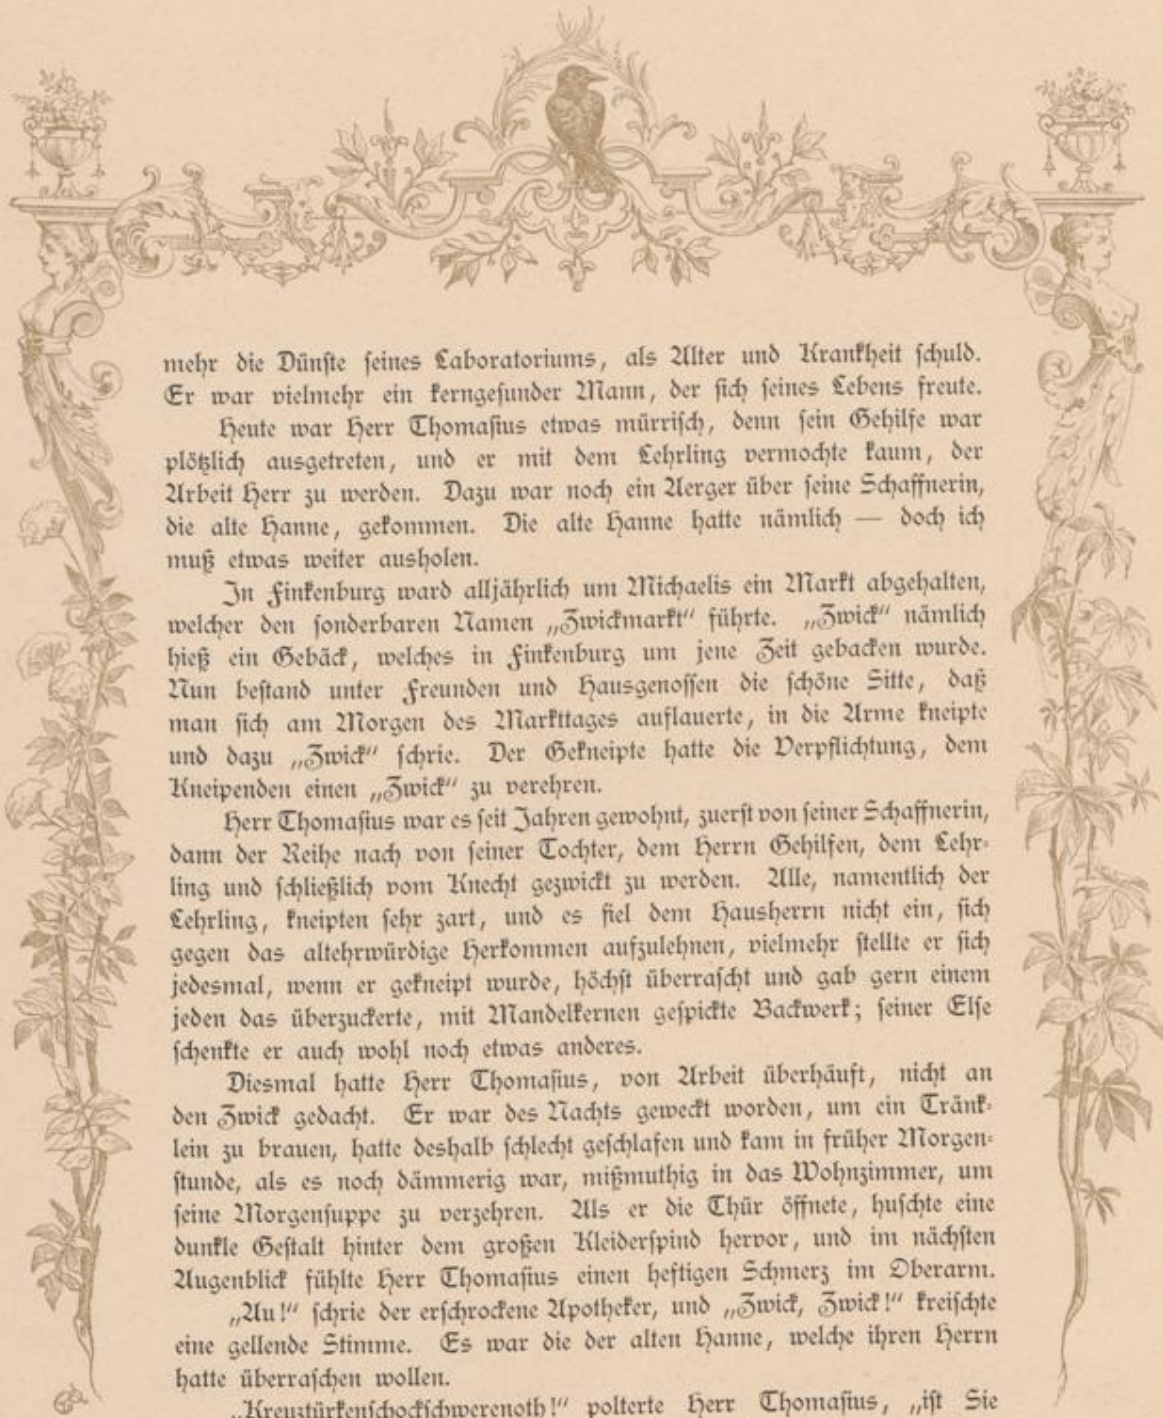 mehr die Dünste seines Laboratoriums, als Alter und Krankheit schuld.
Er war vielmehr ein kerngesunder Mann, der sich seines Lebens freute.
Heute war Herr Thomasius etwas mürrisch, denn sein Gehilfe war
plötzlich ausgetreten, und er mit dem Lehrling vermochte kaum, der
Arbeit Herr zu werden. Dazu war noch ein Aerger über seine Schaffnerin,
die alte Hanne, gekommen. Die alte Hanne hatte nämlich — doch ich
muß etwas weiter ausholen.
In Finkenburg ward alljährlich um Michaelis ein Markt abgehalten,
welcher den sonderbaren Namen „Zwickmarkt“ führte. „Zwick“ nämlich
hieß ein Gebäck, welches in Finkenburg um jene Zeit gebacken wurde.
Nun bestand unter Freunden und Hausgenossen die schöne Sitte, daß
man sich am Morgen des Markttages auflauerte, in die Arme kneipte
und dazu „Zwick“ schrie. Der Gekneipte hatte die Verpflichtung, dem
Kneipenden einen „Zwick“ zu verehren.
Herr Thomasius war es seit Jahren gewohnt, zuerst von seiner Schaffnerin,
dann der Reihe nach von seiner Tochter, dem Herrn Gehilfen, dem Lehr-
ling und schließlich vom Knecht gezwickt zu werden. Alle, namentlich der
Lehrling, kneipten sehr zart, und es fiel dem Hausherrn nicht ein, sich
gegen das altehrwürdige Herkommen aufzulehnen, vielmehr stellte er sich
jedesmal, wenn er gekneipt wurde, höchst überrascht und gab gern einem
jeden das überzuckerte, mit Mandelkernen gespickte Backwerk; seiner Else
schenkte er auch wohl noch etwas anderes.
Diesmal hatte Herr Thomasius, von Arbeit überhäuft, nicht an
den Zwick gedacht. Er war des Nachts geweckt worden, um ein Tränk-
lein zu brauen, hatte deshalb schlecht geschlafen und kam in früher Morgen-
stunde, als es noch dämmerig war, mißmuthig in das Wohnzimmer, um
seine Morgensuppe zu verzehren. Als er die Thür öffnete, huschte eine
dunkle Gestalt hinter dem großen Kleiderspind hervor, und im nächsten
Augenblick fühlte Herr Thomasius einen heftigen Schmerz im Oberarm.
„Au!“ schrie der erschrockene Apotheker, und „Zwick, Zwick!“ kreischte
eine gellende Stimme. Es war die der alten Hanne, welche ihren Herrn
hatte überraschen wollen.
„Kreuztürkenschockschwerenoth!“ polterte Herr Thomasius, „ist Sie